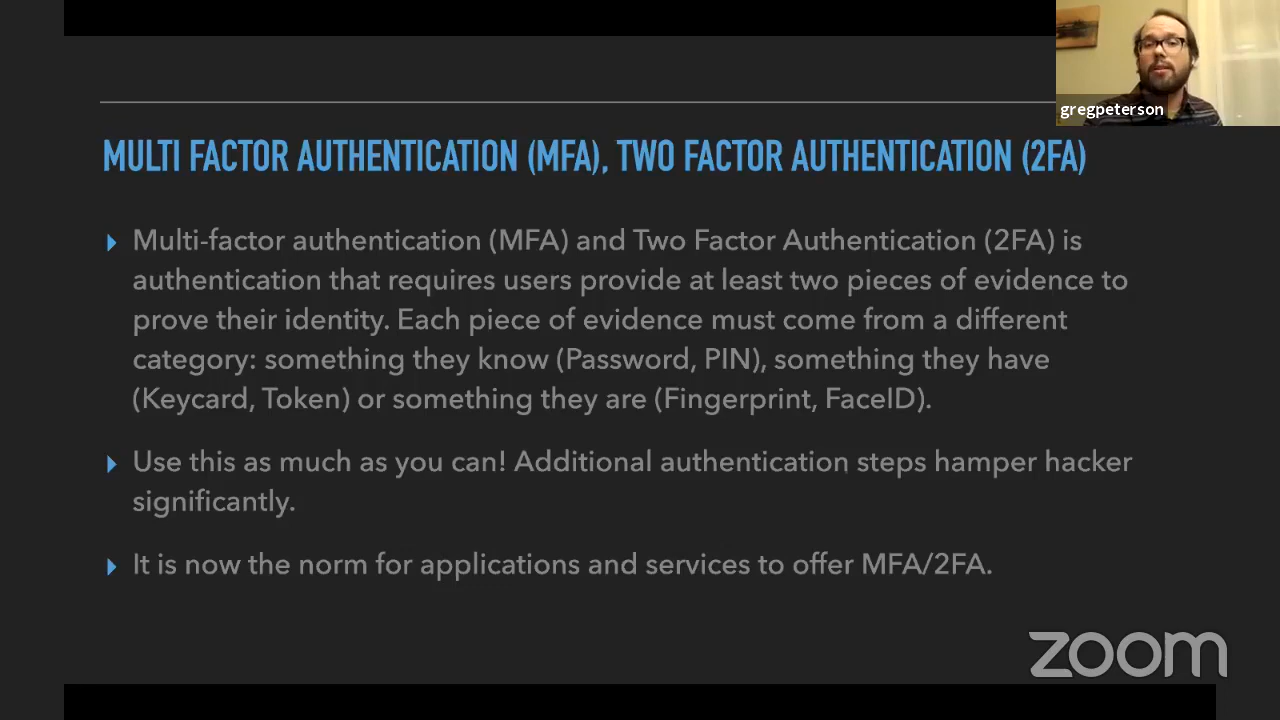 gregpeterson
MULTI FACTOR AUTHENTICATION (MFA), TWO FACTOR AUTHENTICATION (2FA)
Multi-factor authentication (MFA) and Two Factor Authentication (2FA) is
authentication that requires users provide at least two pieces of evidence to
prove their identity. Each piece of evidence must come from a different
category: something they know (Password, PIN), something they have
(Keycard, Token) or something they are (Fingerprint, FaceID).
Use this as much as you can! Additional authentication steps hamper hacker
significantly.
It is now the norm for applications and services to offer MFA/2FA.
zoom